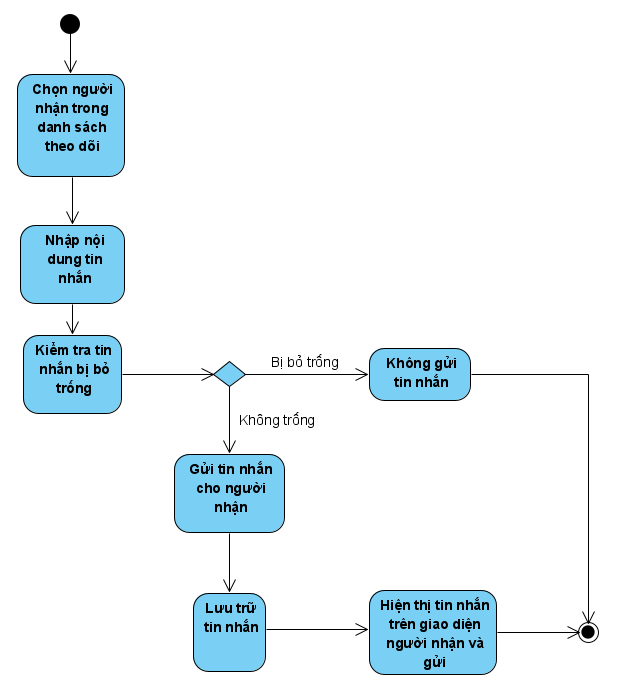 Chọn người
nhận trong
danh sách
theo dõi
Nhập nội
dung tin
nhắn
Kiểm tra tin
nhắn bị bỏ
trống
Bị bỏ trống
Không gửi
tin nhắn
Không trống
Gửi tin nhắn
cho người
nhận
Lưu trữ
tin nhắn
Hiện thị tin nhắn
trên giao diện
người nhận và
gửi